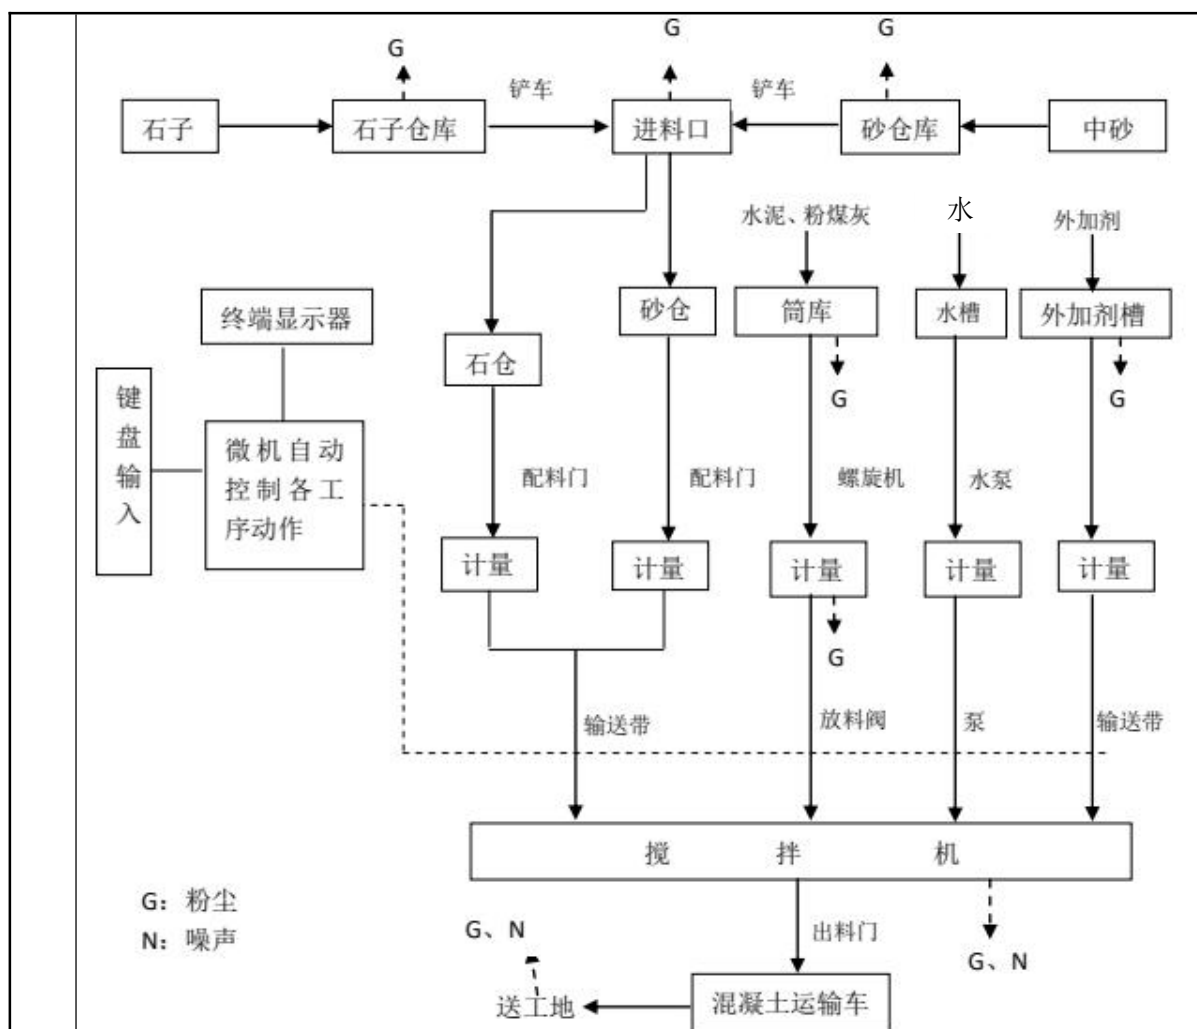 G
G
G
铲车
铲车
石子
石子仓库
进料口
砂仓库
中砂
水泥、粉煤灰
水
外加剂
终端显示器
砂仓
筒库
水槽
外加剂槽
石仓
G
G
键盘输入
微机自动
控制各工
序动作
配料门
配料门
螺旋机
水泵
计量
计量
计量
计量
计量
G
输送带
放料阀
泵
输送带
搅拌机
G：粉尘
N：噪声
G、N
出料门
G、N
送工地
混凝土运输车